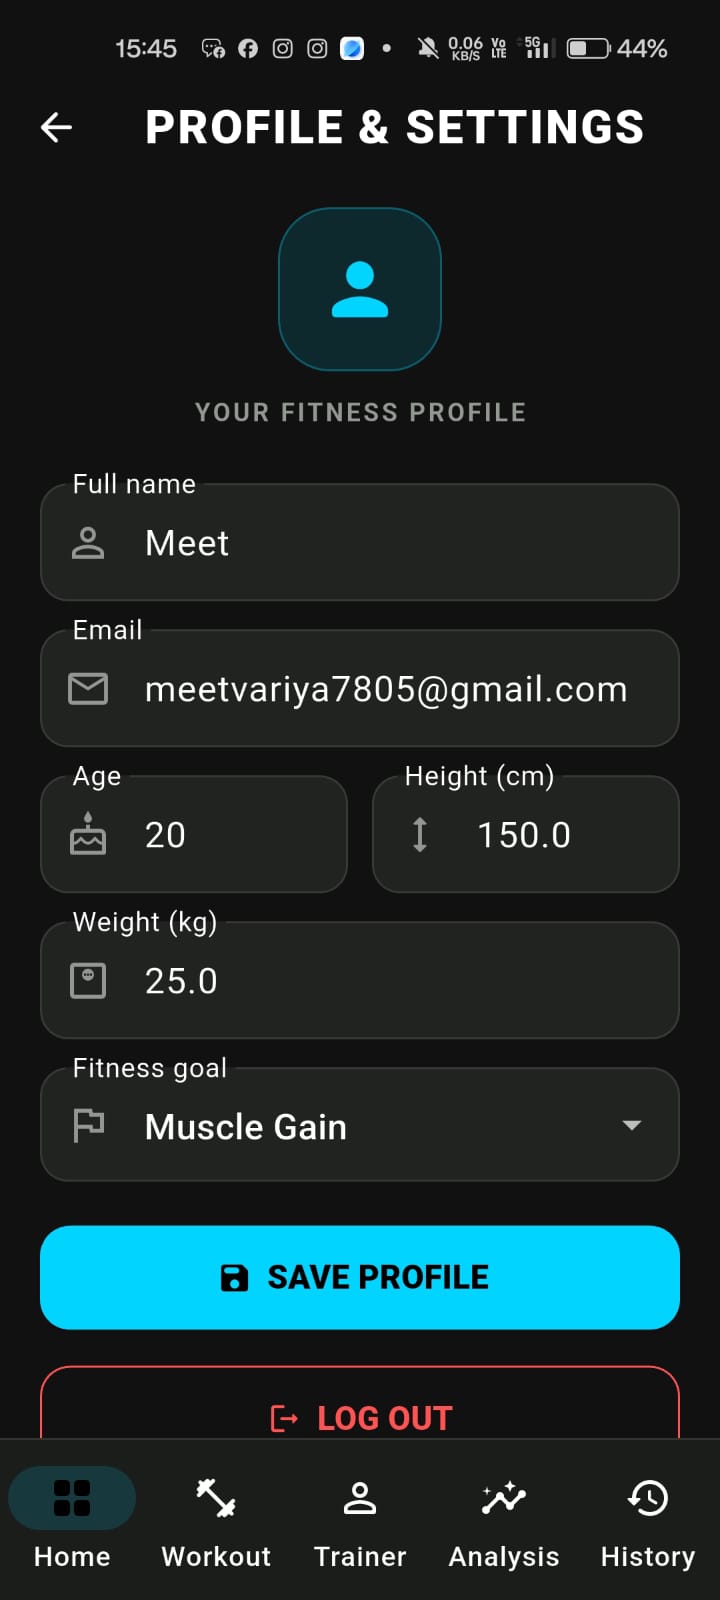 15:45 0.06 KB/S Vo LTE 5G 44%
PROFILE & SETTINGS
YOUR FITNESS PROFILE
Full name
Meet
Email
meetvariya7805@gmail.com
Age Height (cm)
20 150.0
Weight (kg)
25.0
Fitness goal
Muscle Gain
SAVE PROFILE
LOG OUT
Home Workout Trainer Analysis History